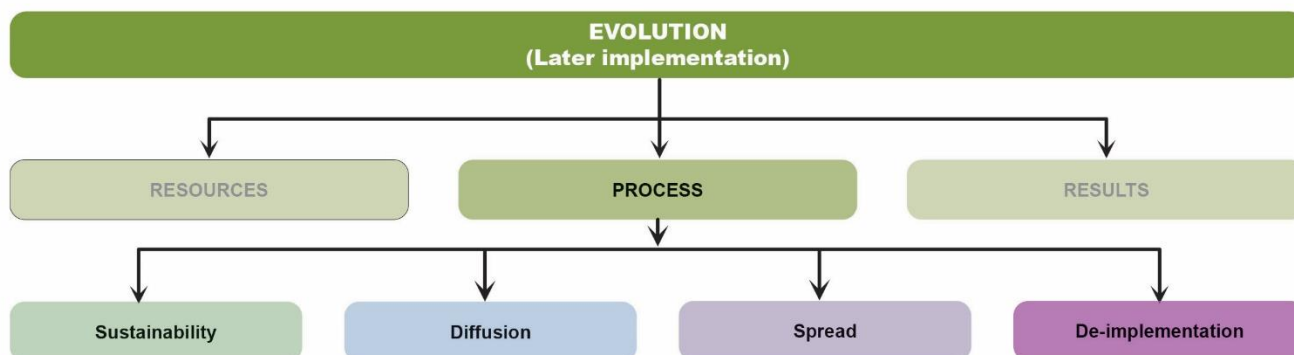 EVOLUTION
(Later implementation)
RESOURCES
PROCESS
RESULTS
Sustainability
Diffusion
Spread
De-implementation